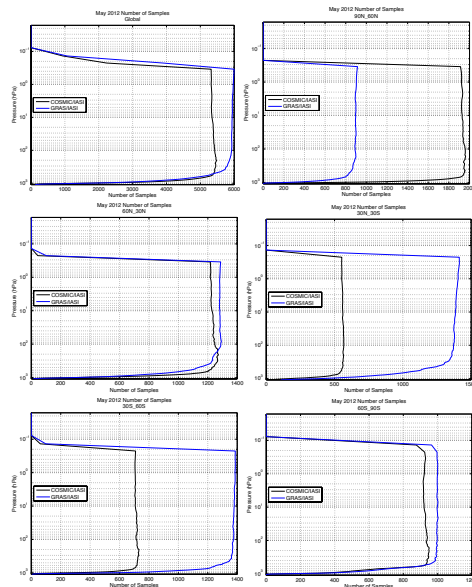 May 2012 Number of Samples
Global
Pressure (hPa)
COSMIC/IASI
GRAS/IASI
0 1000 2000 3000 4000 5000 6000
Number of Samples
May 2012 Number of Samples
90N_60N
Pressure (hPa)
COSMIC/IASI
GRAS/IASI
0 200 400 600 800 1000 1200 1400 1600 1800 2000
Number of Samples
May 2012 Number of Samples
60N_30N
Pressure (hPa)
COSMIC/IASI
GRAS/IASI
0 200 400 600 800 1000 1200 1400
Number of Samples
May 2012 Number of Samples
30N_30S
Pressure (hPa)
COSMIC/IASI
GRAS/IASI
0 500 1000 1500
Number of Samples
May 2012 Number of Samples
30S_60S
Pressure (hPa)
COSMIC/IASI
GRAS/IASI
0 200 400 600 800 1000 1200 1400
Number of Samples
May 2012 Number of Samples
60S_90S
Pressure (hPa)
COSMIC/IASI
GRAS/IASI
0 200 400 600 800 1000
Number of Samples